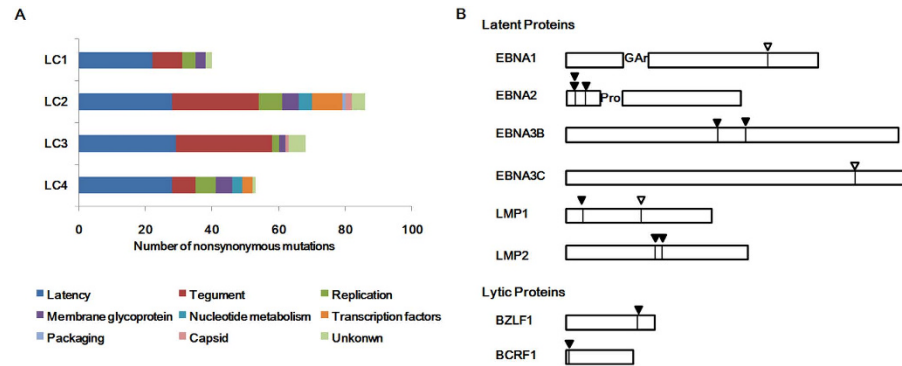 A
LC1
LC2
LC3
LC4
0 20 40 60 80 100
Number of nonsynonymous mutations
Latency Tegument Replication
Membrane glycoprotein Nucleotide metabolism Transcription factors
Packaging Capsid Unkonwn
B
Latent Proteins
EBNA1 GAr
EBNA2 Pro
EBNA3B
EBNA3C
LMP1
LMP2
Lytic Proteins
BZLF1
BCRF1